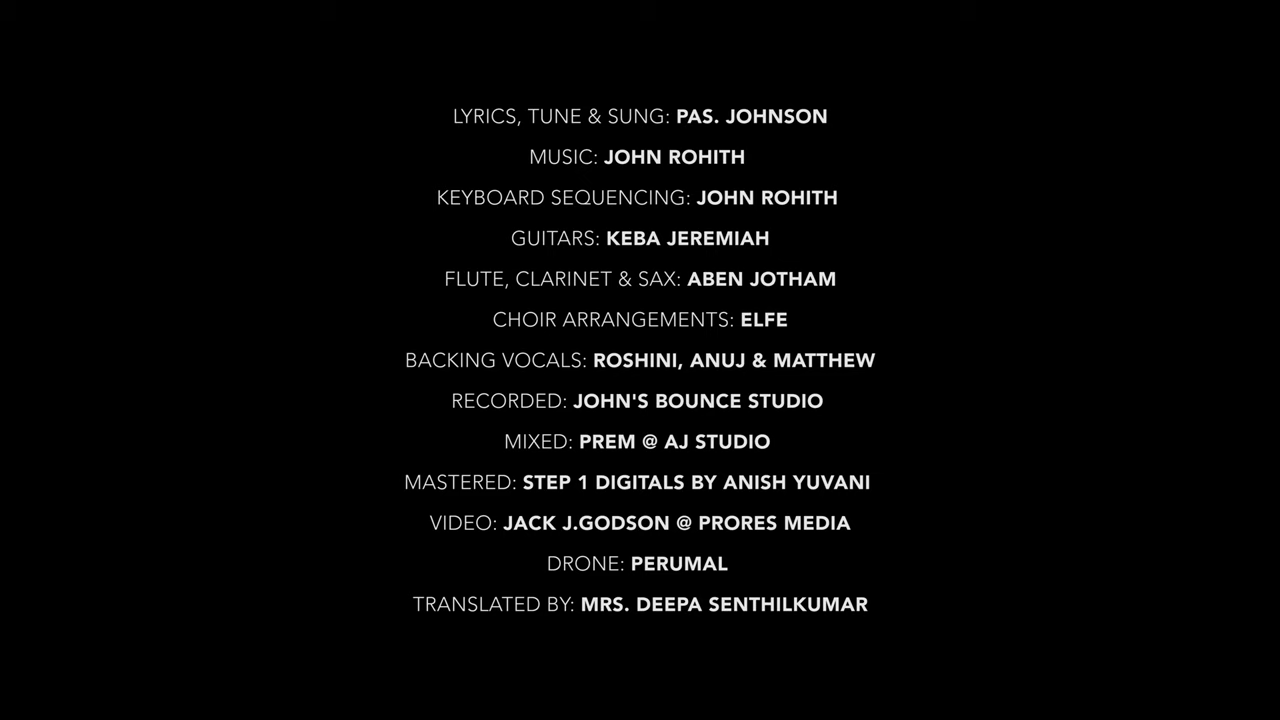 LYRICS, TUNE & SUNG: PAS. JOHNSON
MUSIC: JOHN ROHITH
KEYBOARD SEQUENCING: JOHN ROHITH
GUITARS: KEBA JEREMIAH
FLUTE, CLARINET & SAX: ABEN JOTHAM
CHOIR ARRANGEMENTS: ELFE
BACKING VOCALS: ROSHINI, ANUJ & MATTHEW
RECORDED: JOHN'S BOUNCE STUDIO
MIXED: PREM @ AJ STUDIO
MASTERED: STEP 1 DIGITALS BY ANISH YUVANI
VIDEO: JACK J.GODSON @ PRORES MEDIA
DRONE: PERUMAL
TRANSLATED BY: MRS. DEEPA SENTHILKUMAR